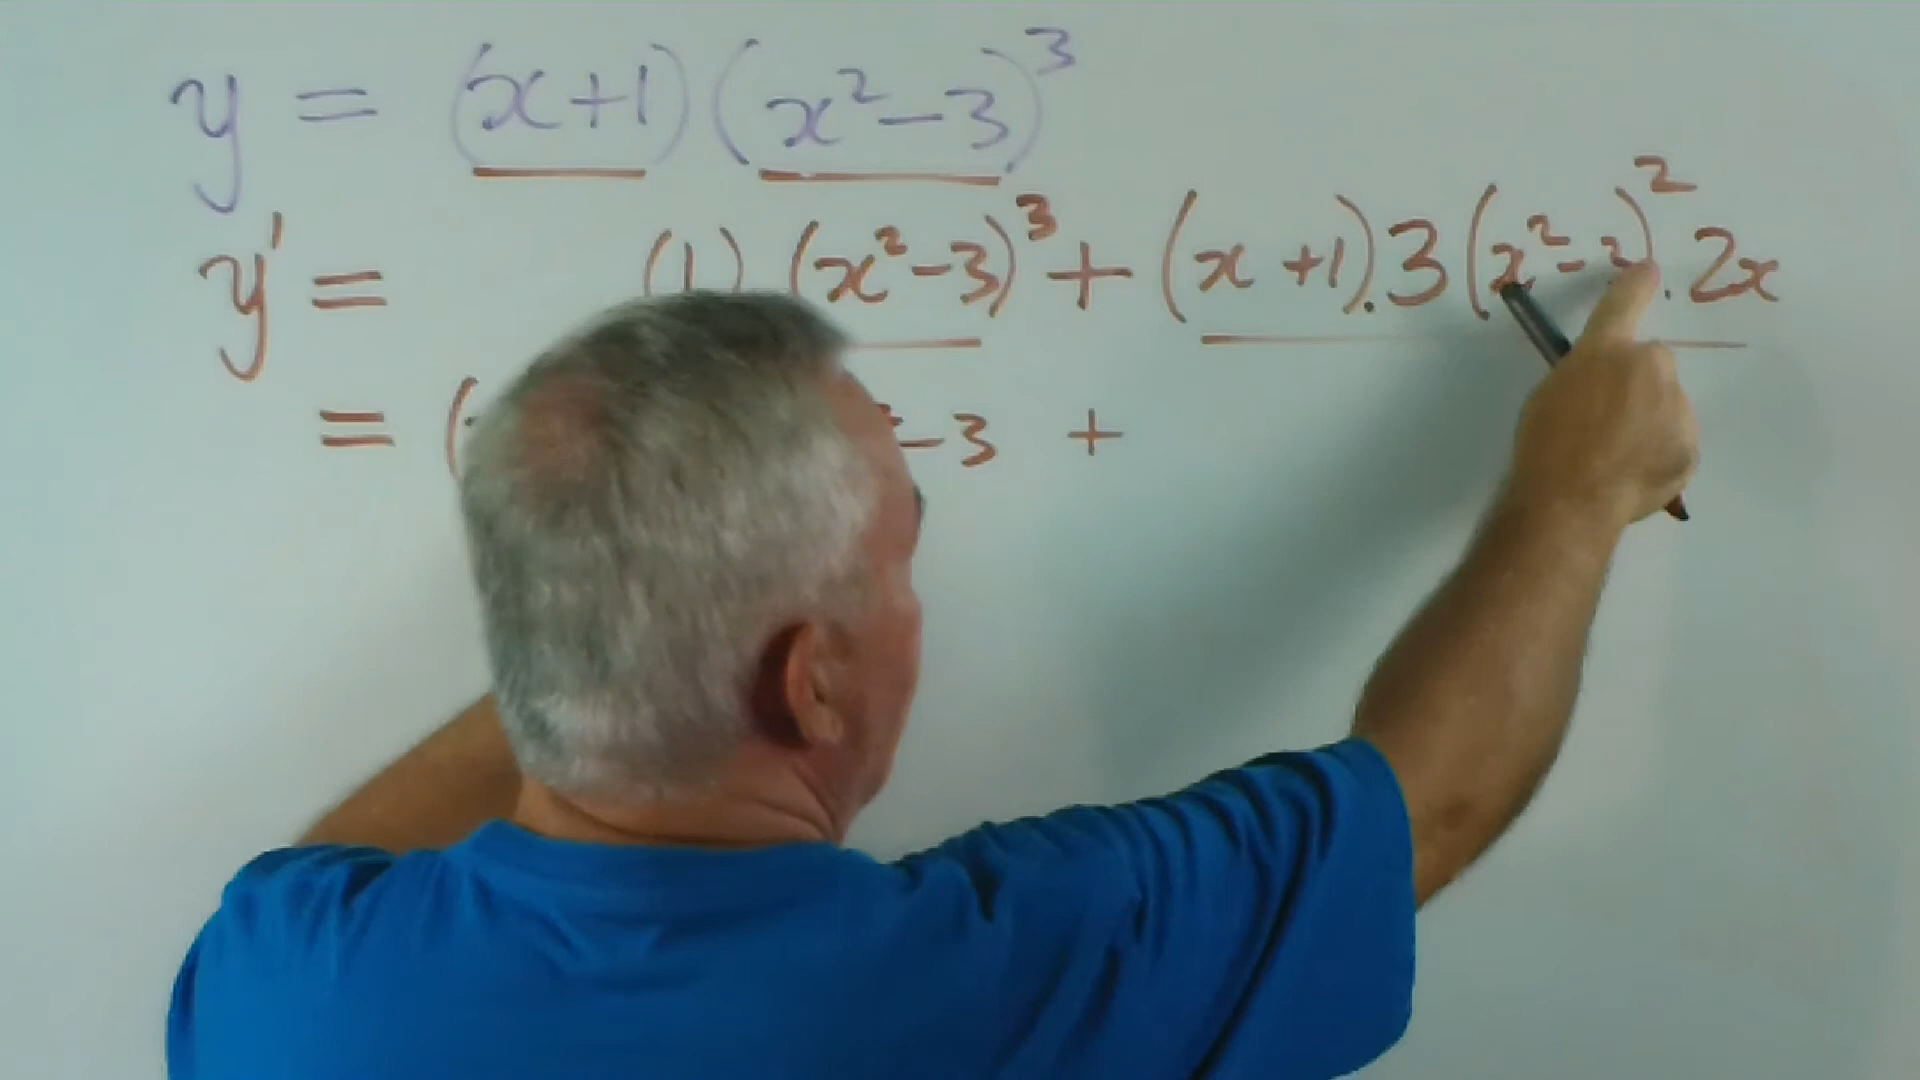 y = (x+1)(x²-3)³
y' = (1)(x²-3)³ + (x+1).3(x²-3)².2x
= ( -3 +